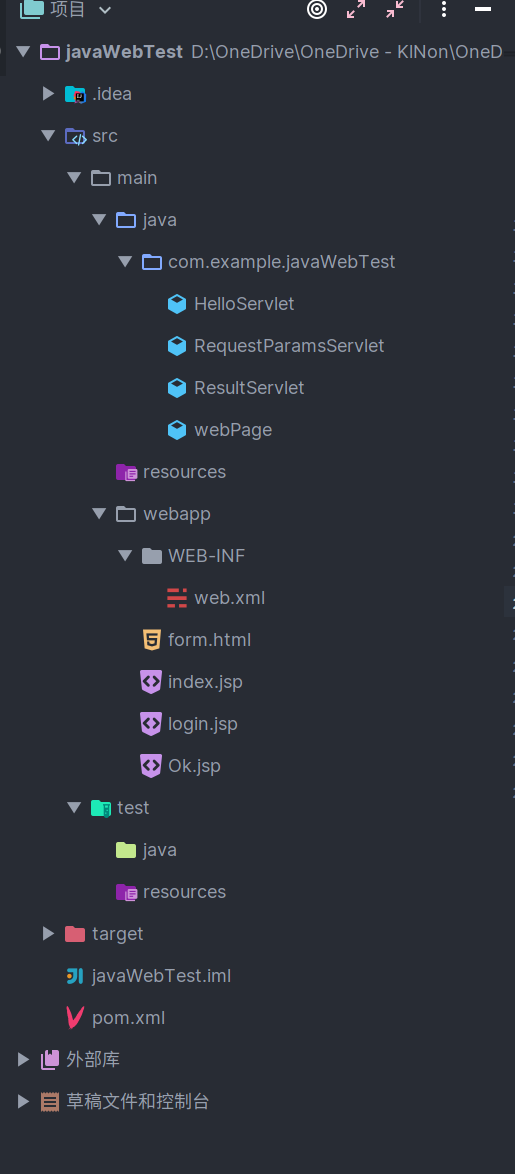 项目
javaWebTest D:\OneDrive\OneDrive - KINon\OneD
.idea
src
main
java
com.example.javaWebTest
HelloServlet
RequestParamsServlet
ResultServlet
webPage
resources
webapp
WEB-INF
web.xml
form.html
index.jsp
login.jsp
Ok.jsp
test
java
resources
target
javaWebTest.iml
pom.xml
外部库
草稿文件和控制台